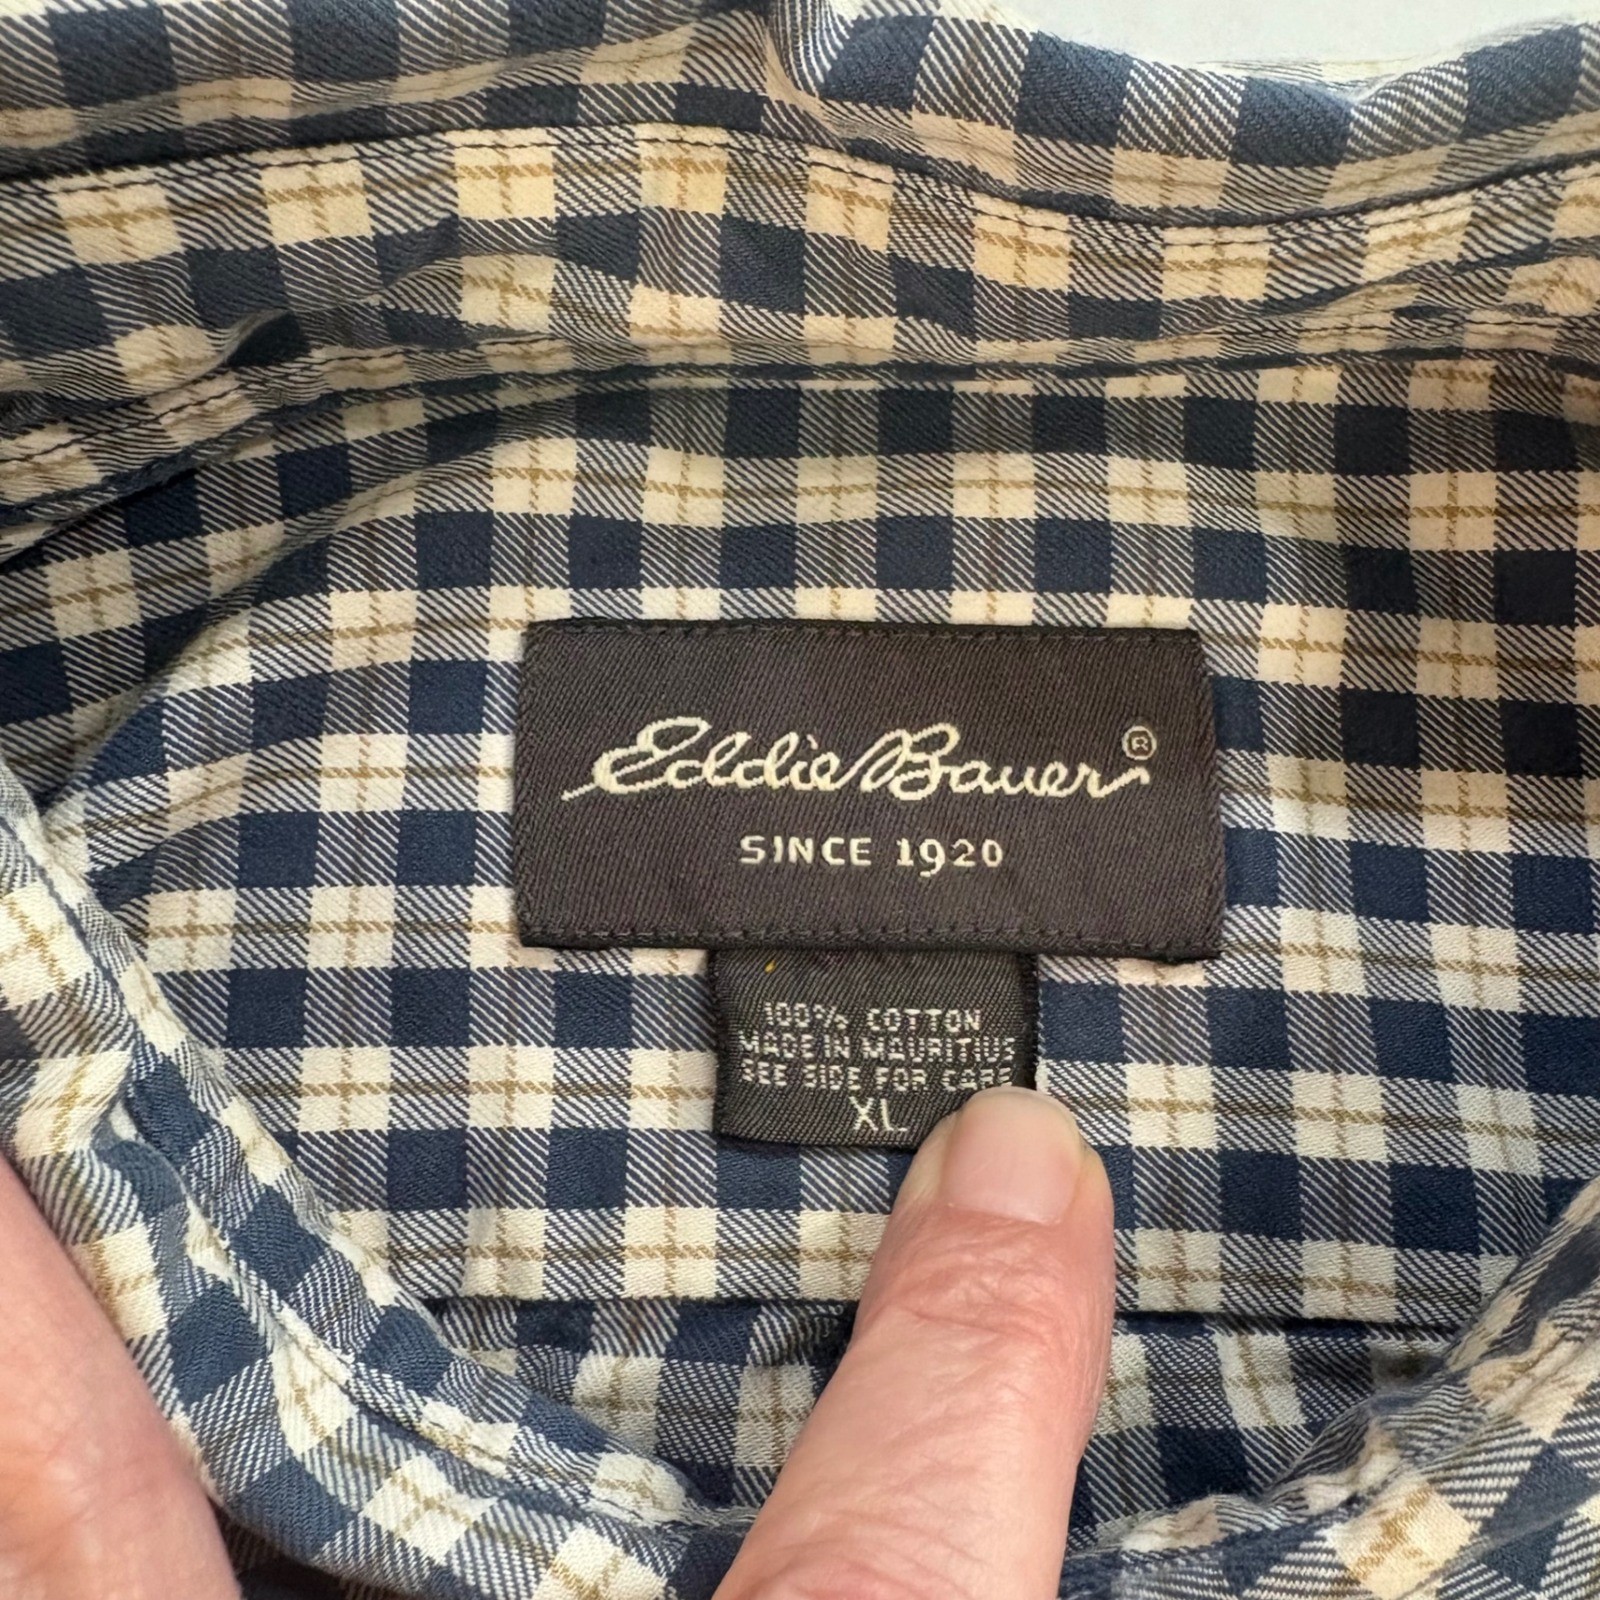 Eddie Bauer®
SINCE 1920
100% COTTON
MADE IN MAURITIUS
SEE SIDE FOR CARE
XL